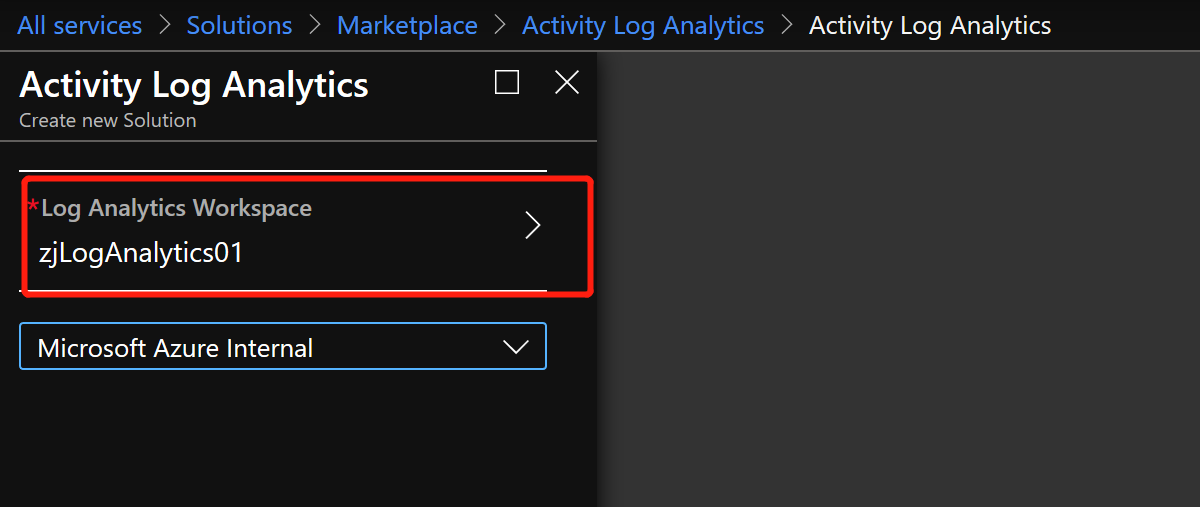 All services > Solutions > Marketplace > Activity Log Analytics > Activity Log Analytics
Activity Log Analytics
Create new Solution
*Log Analytics Workspace
zjLogAnalytics01
Microsoft Azure Internal